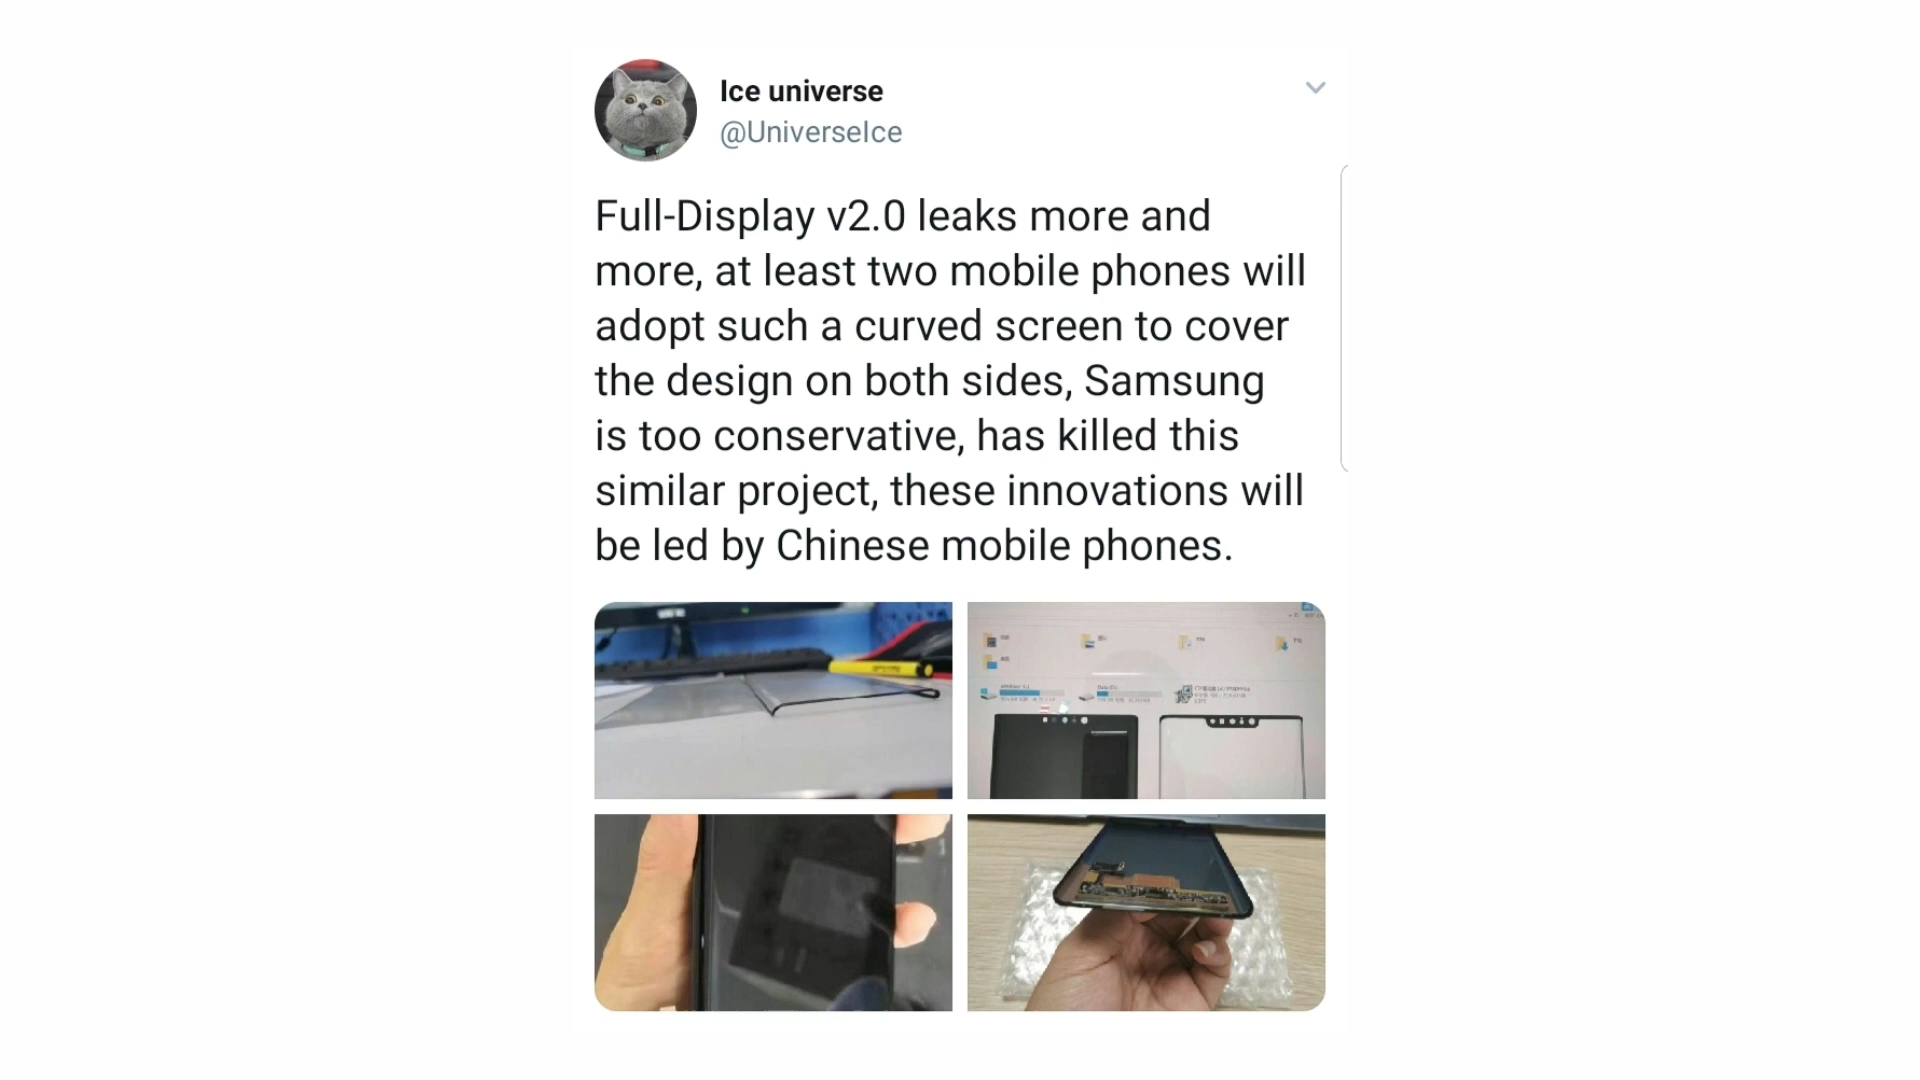 Ice universe
@UniverseIce
Full-Display v2.0 leaks more and
more, at least two mobile phones will
adopt such a curved screen to cover
the design on both sides, Samsung
is too conservative, has killed this
similar project, these innovations will
be led by Chinese mobile phones.